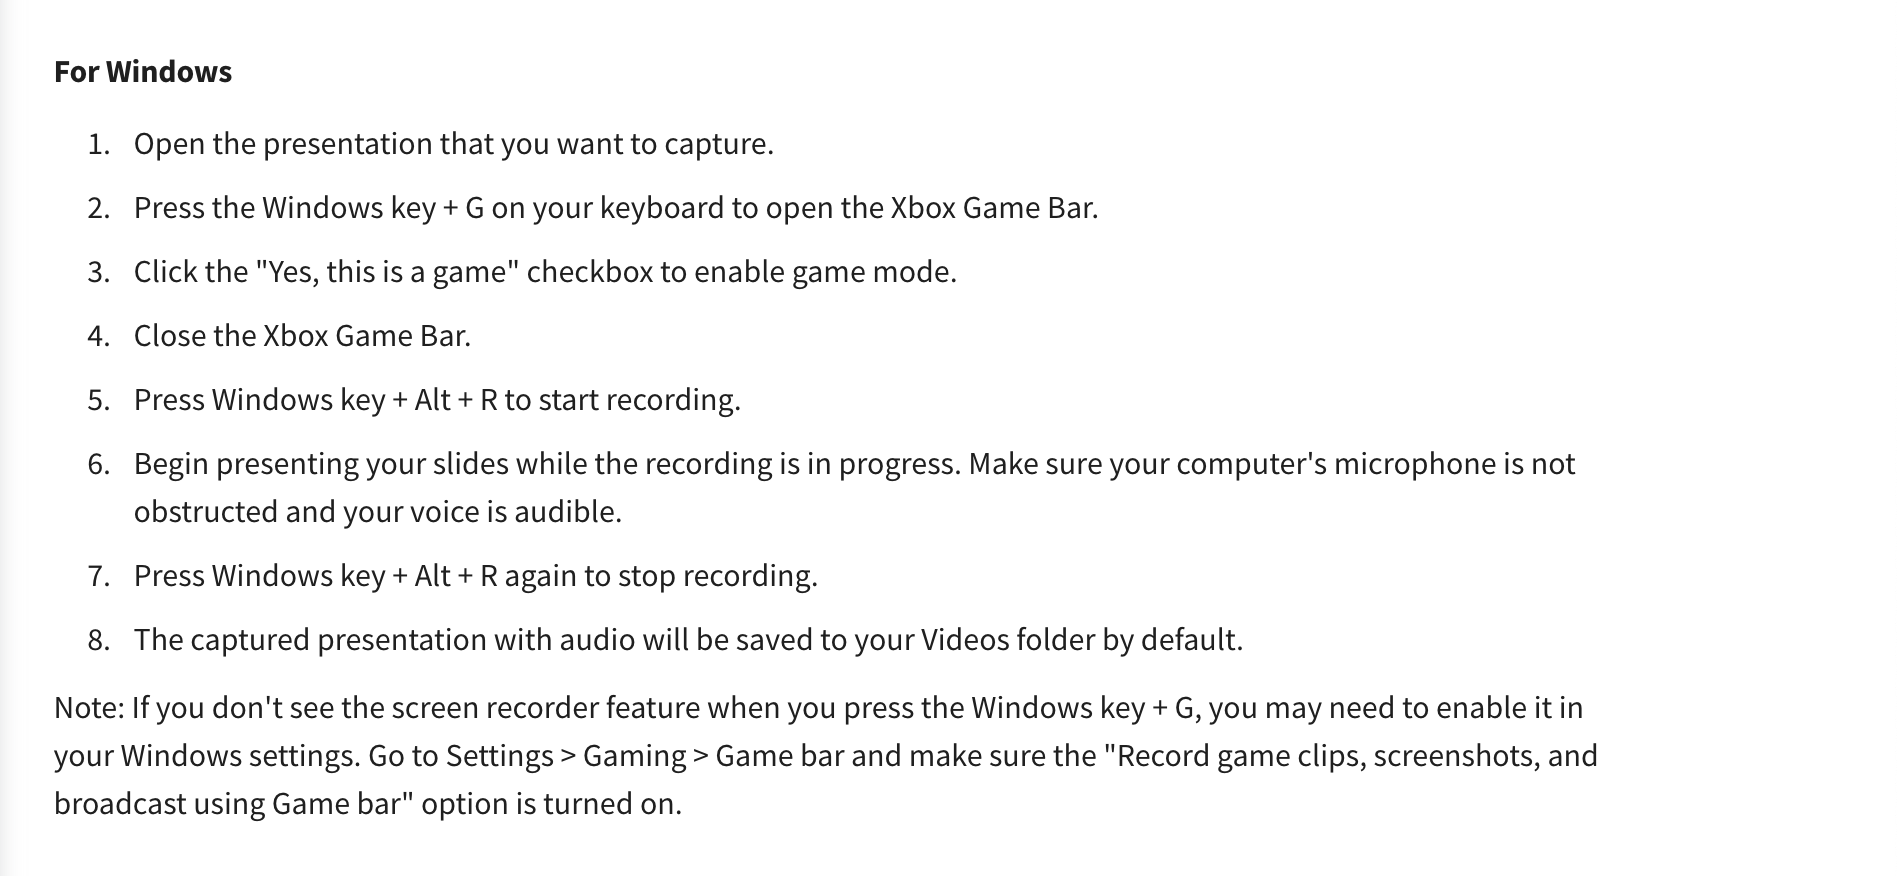 For Windows
1. Open the presentation that you want to capture.
2. Press the Windows key + G on your keyboard to open the Xbox Game Bar.
3. Click the "Yes, this is a game" checkbox to enable game mode.
4. Close the Xbox Game Bar.
5. Press Windows key + Alt + R to start recording.
6. Begin presenting your slides while the recording is in progress. Make sure your computer's microphone is not
obstructed and your voice is audible.
7. Press Windows key + Alt + R again to stop recording.
8. The captured presentation with audio will be saved to your Videos folder by default.
Note: If you don't see the screen recorder feature when you press the Windows key + G, you may need to enable it in
your Windows settings. Go to Settings > Gaming > Game bar and make sure the "Record game clips, screenshots, and
broadcast using Game bar" option is turned on.